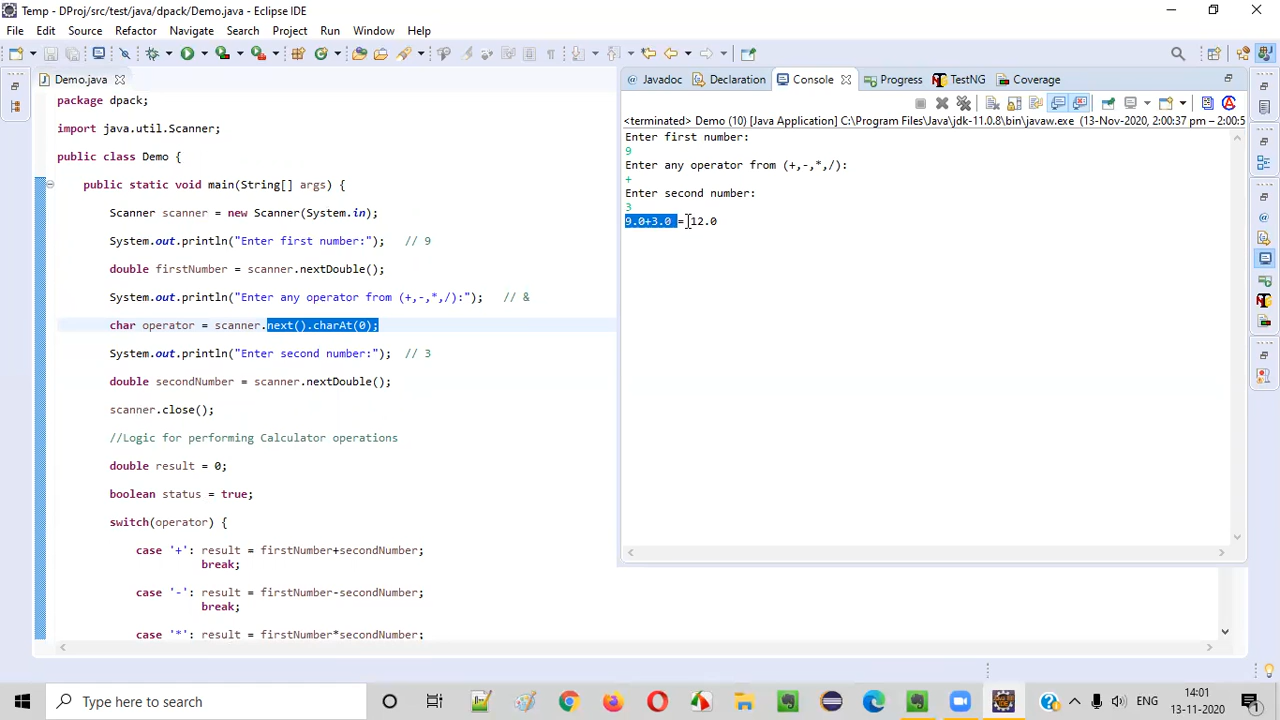 Temp - DProj/src/test/java/dpack/Demo.java - Eclipse IDE
File Edit Source Refactor Navigate Search Project Run Window Help
Demo.java
package dpack;
import java.util.Scanner;
public class Demo {
public static void main(String[] args) {
Scanner scanner = new Scanner(System.in);
System.out.println("Enter first number:"); // 9
double firstNumber = scanner.nextDouble();
System.out.println("Enter any operator from (+,-,*,/):"); // &
char operator = scanner.next().charAt(0);
System.out.println("Enter second number:"); // 3
double secondNumber = scanner.nextDouble();
scanner.close();
//Logic for performing Calculator operations
double result = 0;
boolean status = true;
switch(operator) {
case '+': result = firstNumber+secondNumber;
break;
case '-': result = firstNumber-secondNumber;
break;
case '*': result = firstNumber*secondNumber;
Javadoc Declaration Console Progress TestNG Coverage
<terminated> Demo (10) [Java Application] C:\Program Files\Java\jdk-11.0.8\bin\javaw.exe (13-Nov-2020, 2:00:37 pm – 2:00:5
Enter first number:
9
Enter any operator from (+,-,*,/):
+
Enter second number:
3
9.0+3.0 = 12.0
Type here to search
ENG
14:01
13-11-2020